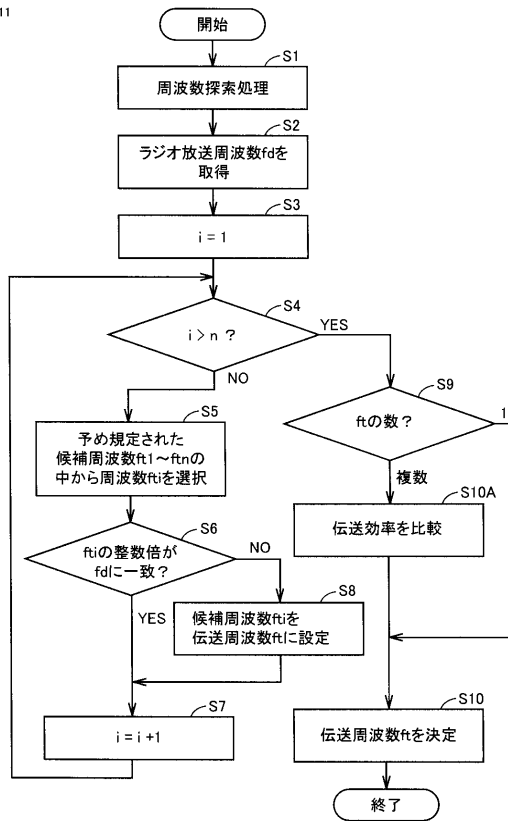 11
開始
S1
周波数探索処理
S2
ラジオ放送周波数fdを
取得
S3
i = 1
S4
i > n ?
YES
NO
S5
予め規定された
候補周波数ft1～ftnの
中から周波数ftiを選択
S6
ftiの整数倍が
fdに一致?
NO
YES
S8
候補周波数ftiを
伝送周波数ftに設定
S7
i = i +1
S9
ftの数?
1
複数
S10A
伝送効率を比較
S10
伝送周波数ftを決定
終了